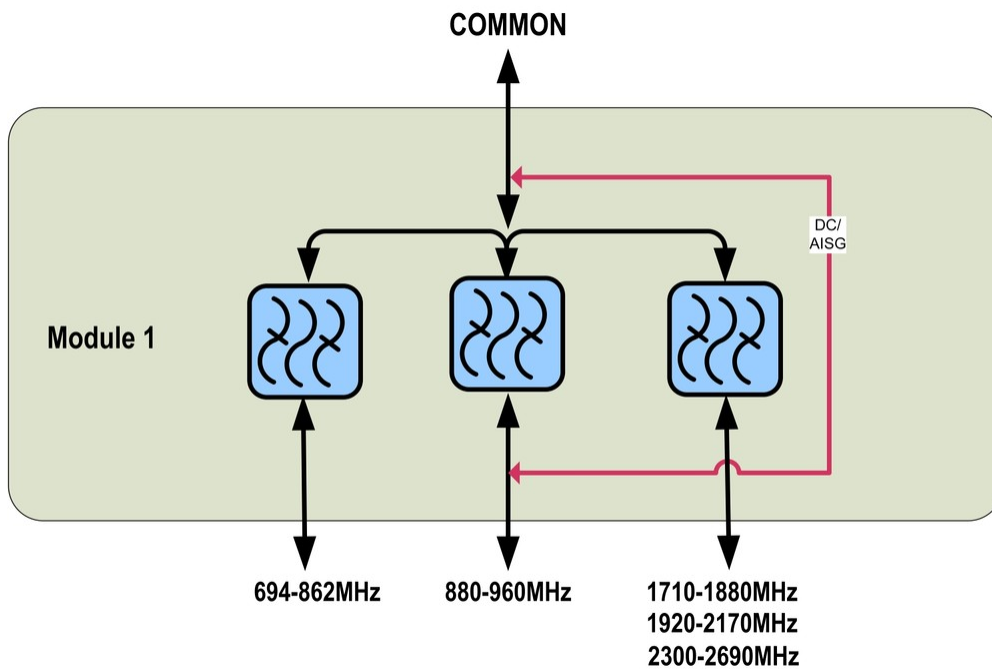 COMMON
DC/
AISG
Module 1
694-862MHz
880-960MHz
1710-1880MHz
1920-2170MHz
2300-2690MHz